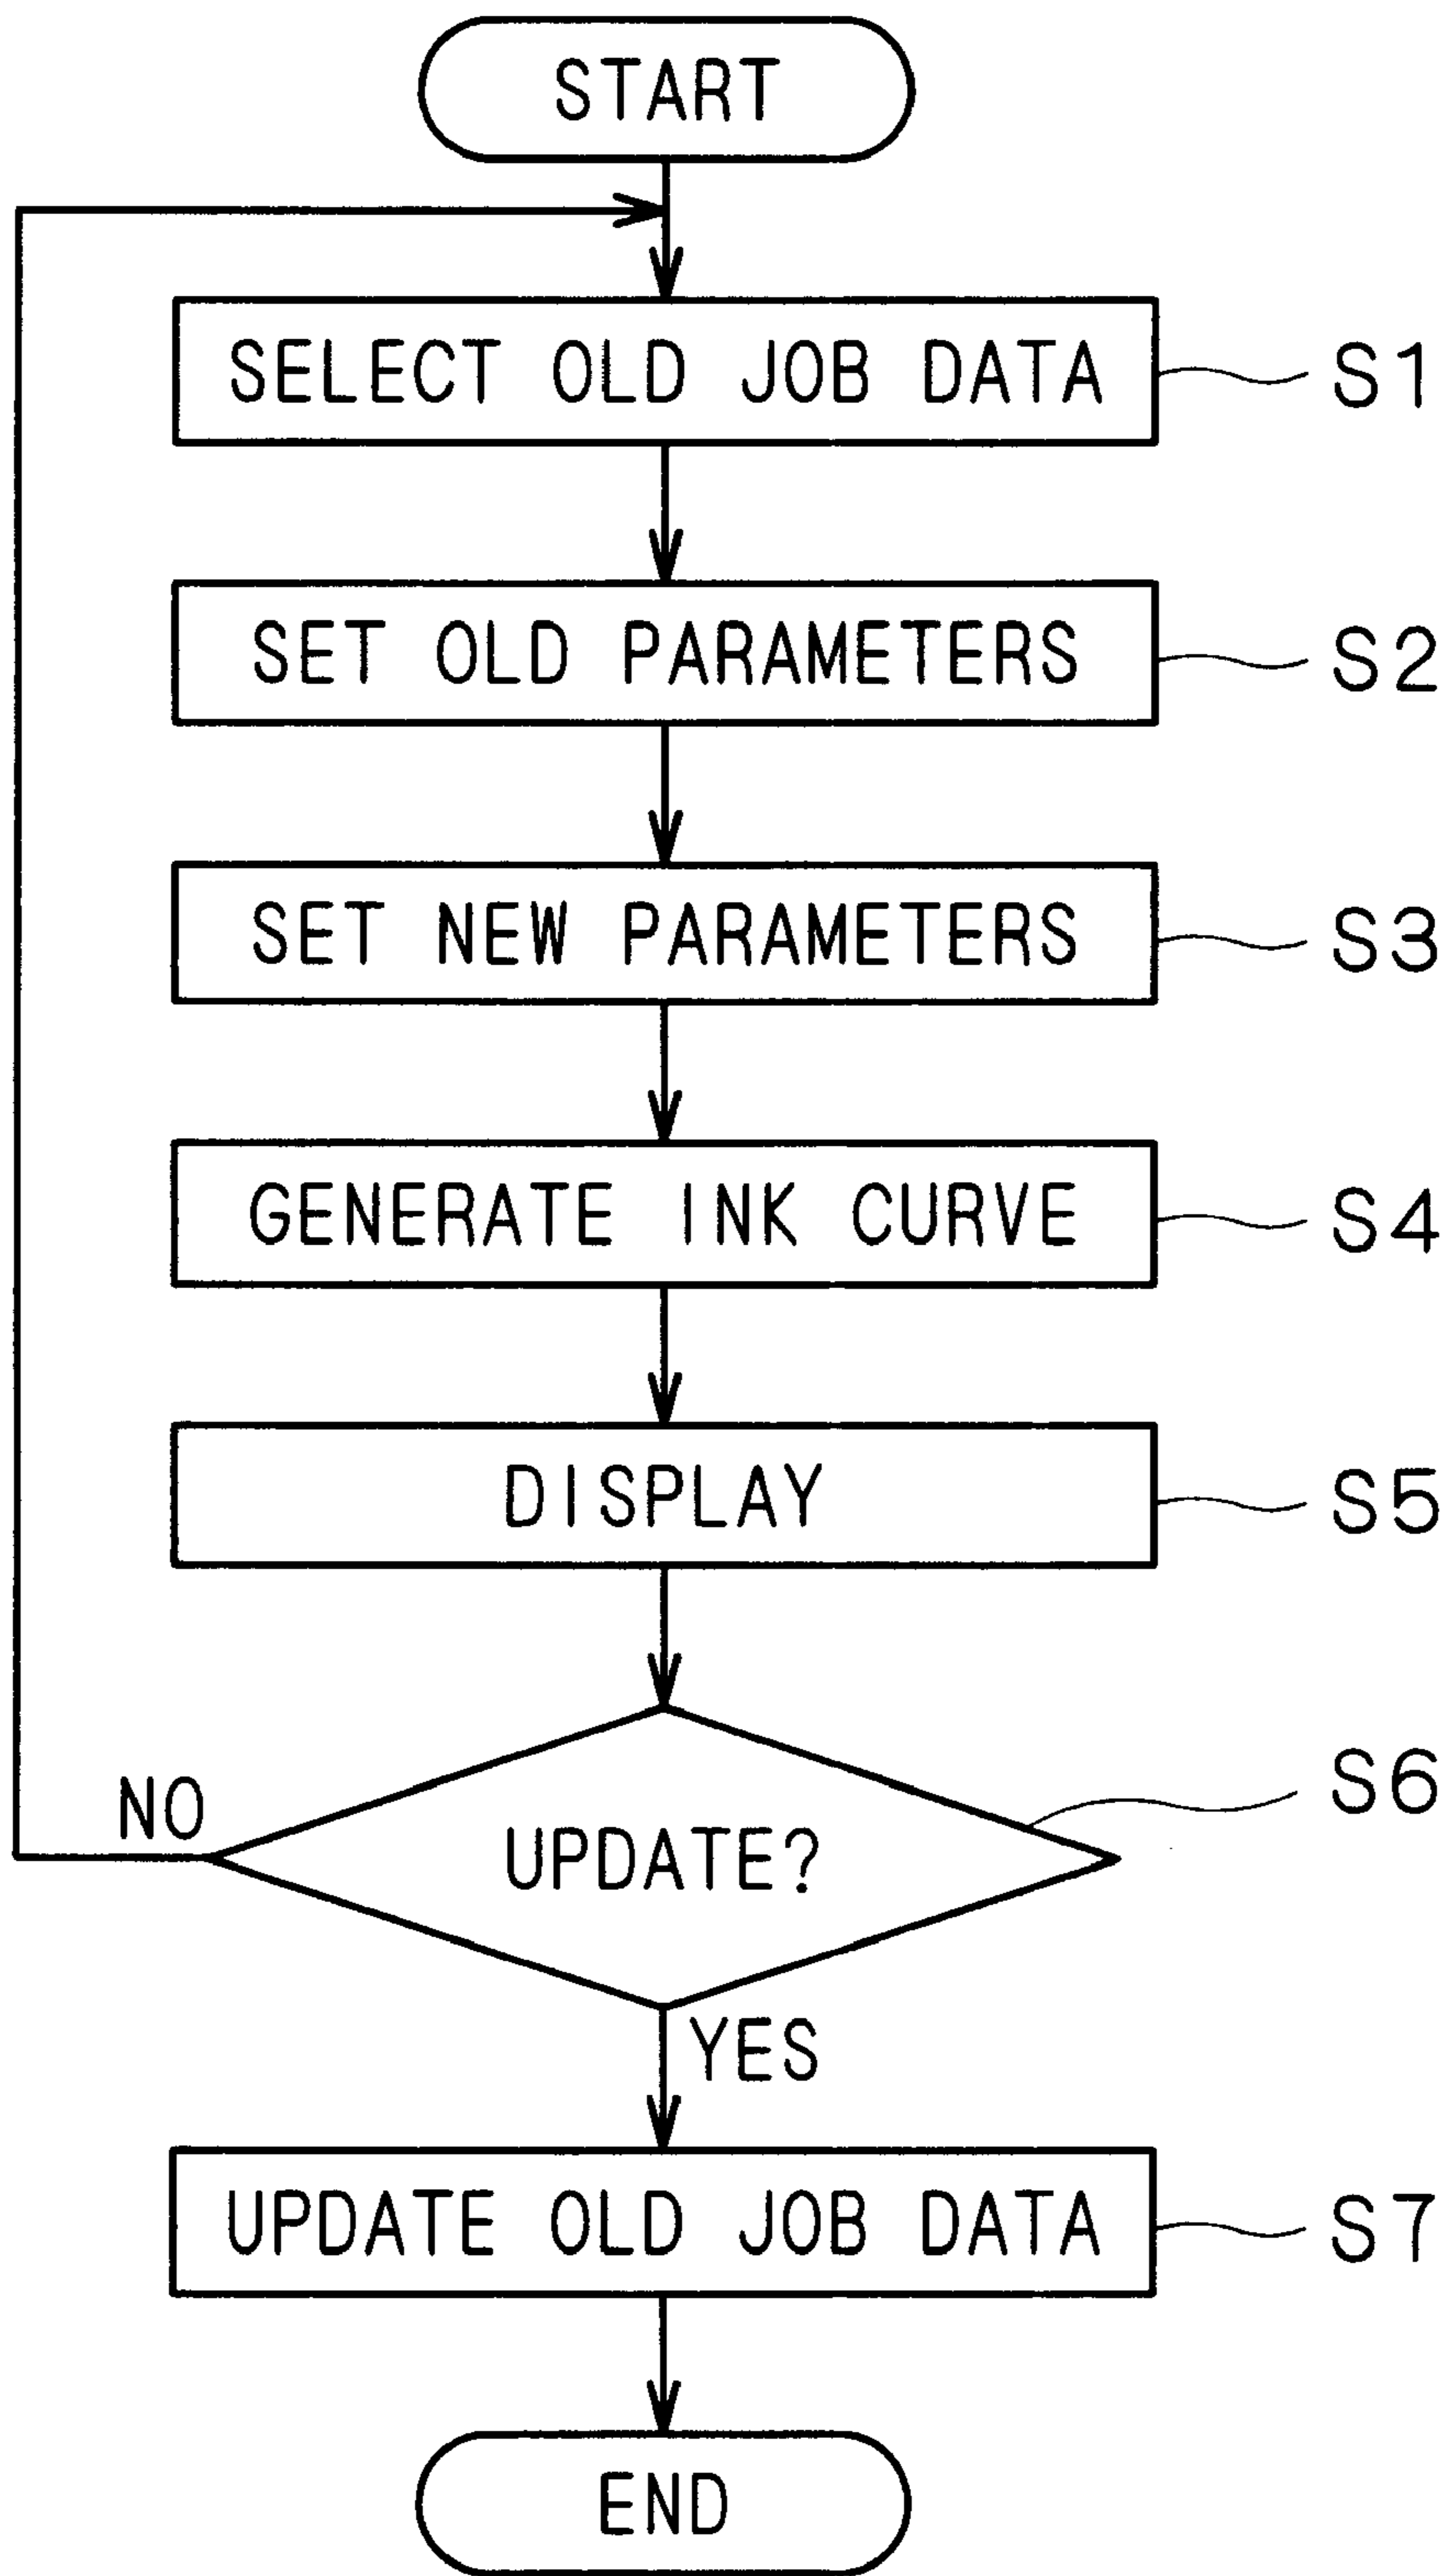 START
SELECT OLD JOB DATA
S1
SET OLD PARAMETERS
S2
SET NEW PARAMETERS
S3
GENERATE INK CURVE
S4
DISPLAY
S5
S6
NO
UPDATE?
YES
UPDATE OLD JOB DATA
S7
END